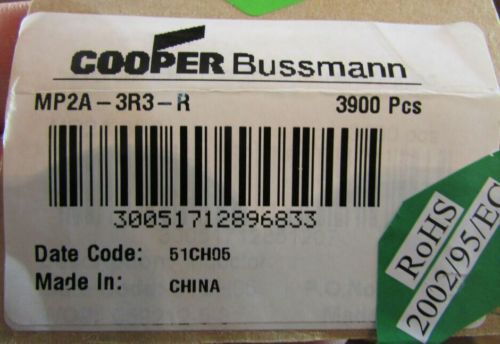 COOPER Bussmann
MP2A-3R3-R 3900 Pcs
30051712896833
Date Code: 51CH05
Made In: CHINA
RoHS
2002/95/EC